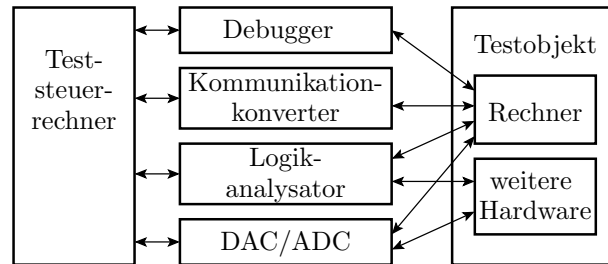 Test-
steuer-
rechner
Debugger
Kommunikation-
konverter
Logik-
analysator
DAC/ADC
Testobjekt
Rechner
weitere
Hardware